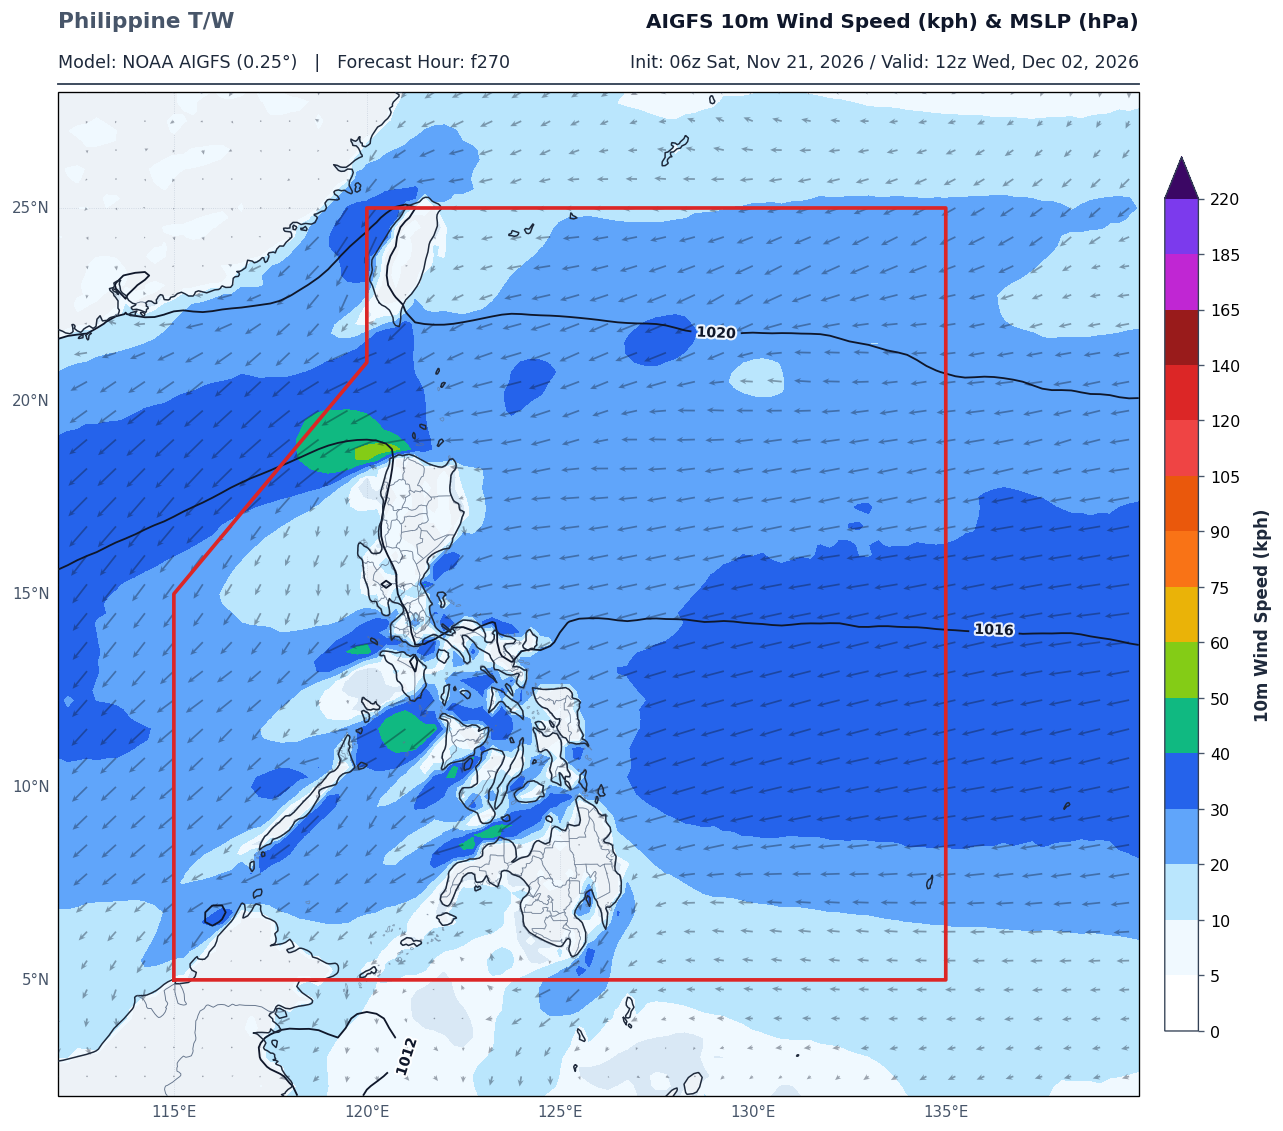 Philippine T/W
AIGFS 10m Wind Speed (kph) & MSLP (hPa)
Model: NOAA AIGFS (0.25°)   |   Forecast Hour: f270
Init: 06z Sat, Nov 21, 2026 / Valid: 12z Wed, Dec 02, 2026
25°N
20°N
15°N
10°N
5°N
115°E
120°E
125°E
130°E
135°E
1020
1016
1012
220
185
165
140
120
105
90
75
60
50
40
30
20
10
5
0
10m Wind Speed (kph)